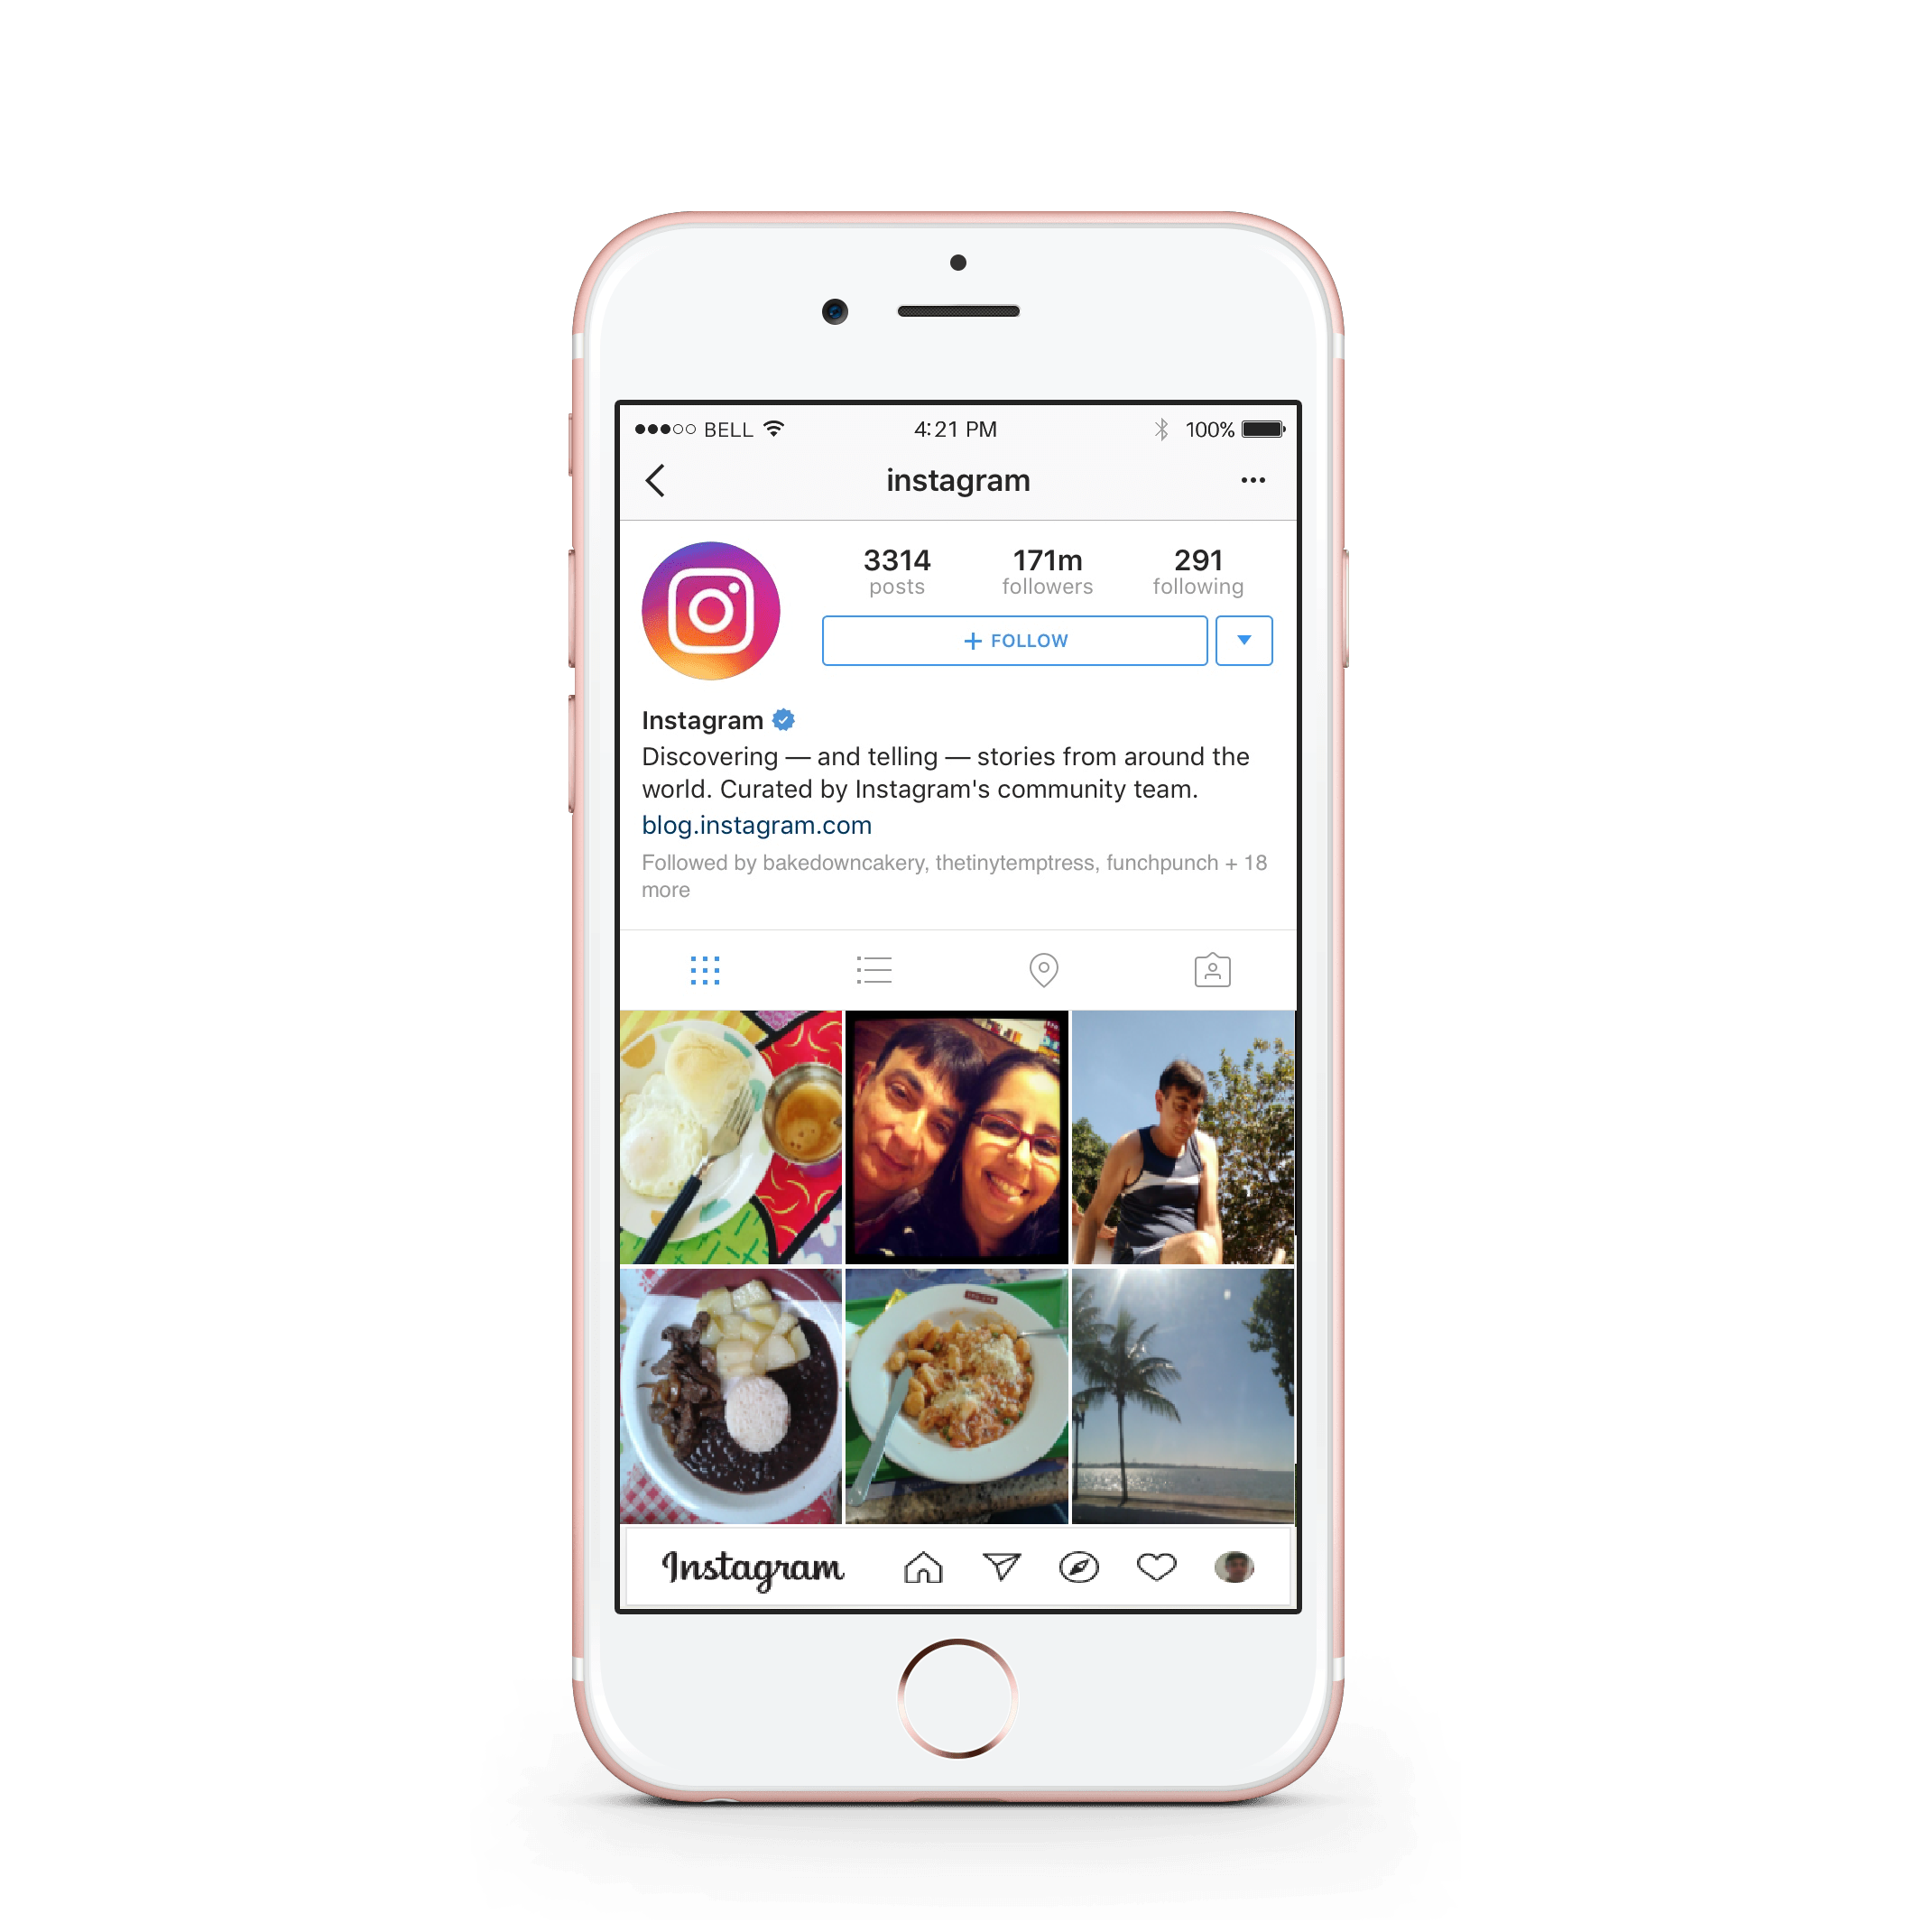 BELL 4:21 PM 100%
instagram
3314 171m 291
posts followers following
+ FOLLOW
Instagram
Discovering — and telling — stories from around the
world. Curated by Instagram's community team.
blog.instagram.com
Followed by bakedowncakery, thetinytemptress, funchpunch + 18
more
Instagram